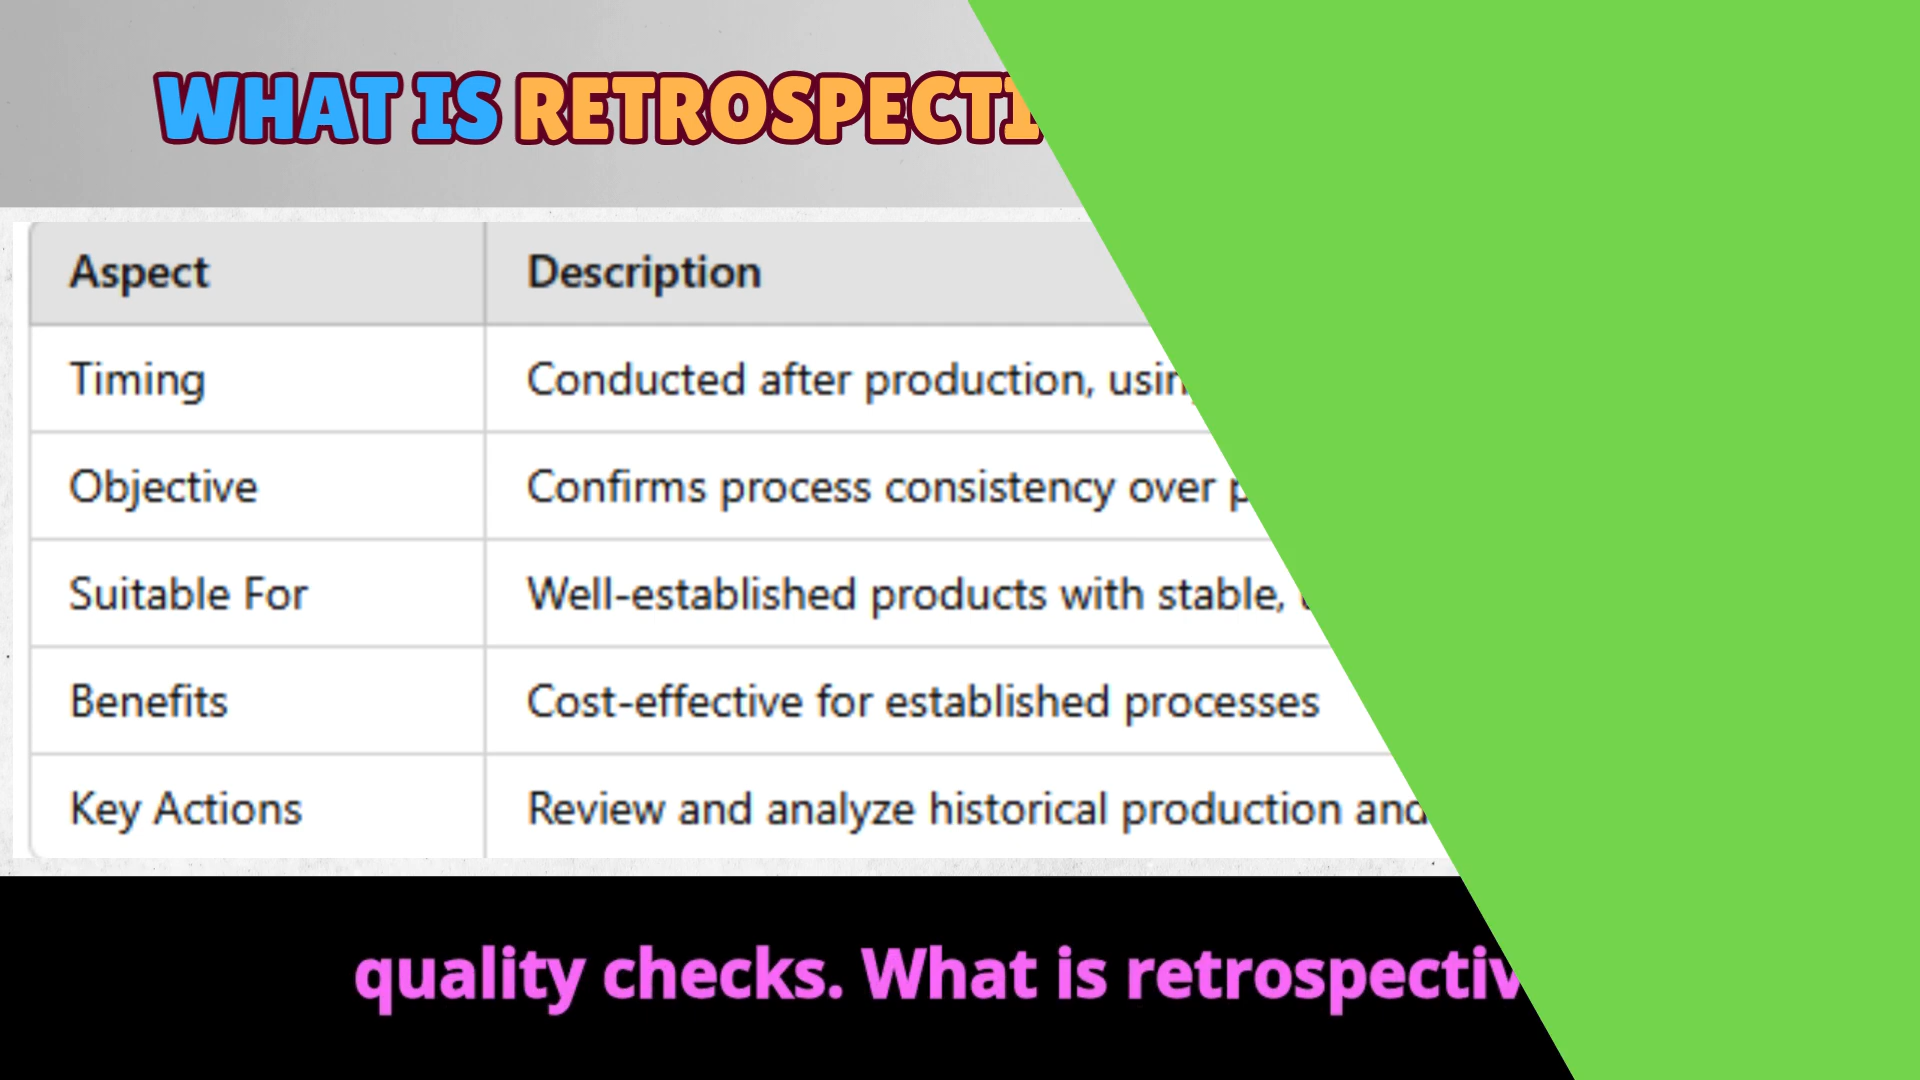 WHAT IS RETROSPECTI
Aspect
Description
Timing
Conducted after production,
Objective
Confirms process consistency over
Suitable For
Well-established products with stable,
Benefits
Cost-effective for established processes
Key Actions
Review and analyze historical production and
quality checks. What is retrospectiv